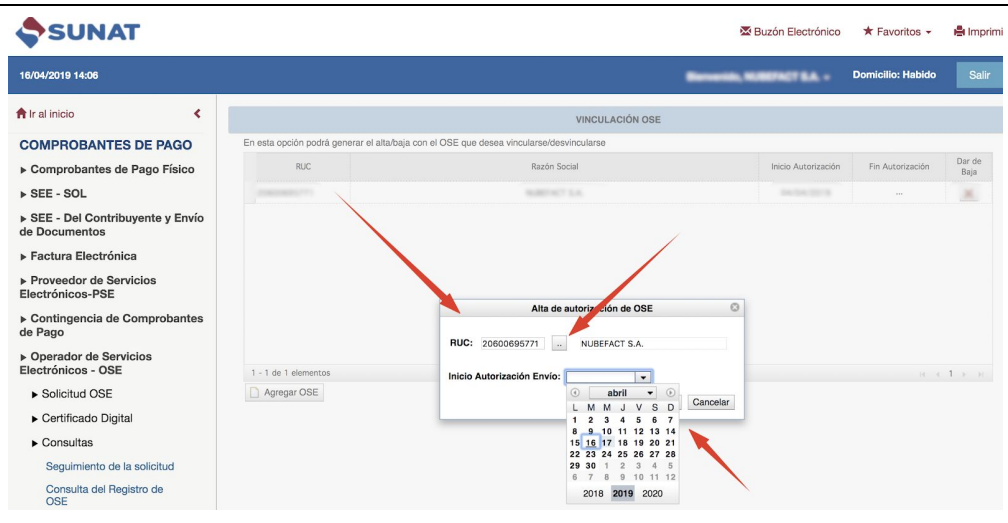 SUNAT
Buzón Electrónico
Favoritos
Imprimi
16/04/2019 14:06
Domicilio: Habido
Salir
Ir al inicio
COMPROBANTES DE PAGO
Comprobantes de Pago Físico
SEE - SOL
SEE - Del Contribuyente y Envío
de Documentos
Factura Electrónica
Proveedor de Servicios
Electrónicos-PSE
Contingencia de Comprobantes
de Pago
Operador de Servicios
Electrónicos - OSE
Solicitud OSE
Certificado Digital
Consultas
Seguimiento de la solicitud
Consulta del Registro de
OSE
VINCULACIÓN OSE
En esta opción podrá generar el alta/baja con el OSE que desea vincularse/desvincularse
RUC Razón Social Inicio Autorización Fin Autorización Dar de
Baja
...
1 - 1 de 1 elementos
1
Agregar OSE
Alta de autorización de OSE
RUC: 20600695771 .. NUBEFACT S.A.
Inicio Autorización Envío:
Cancelar
abril
L M M J V S D
1 2 3 4 5 6 7
8 9 10 11 12 13 14
15 16 17 18 19 20 21
22 23 24 25 26 27 28
29 30 1 2 3 4 5
6 7 8 9 10 11 12
2018 2019 2020